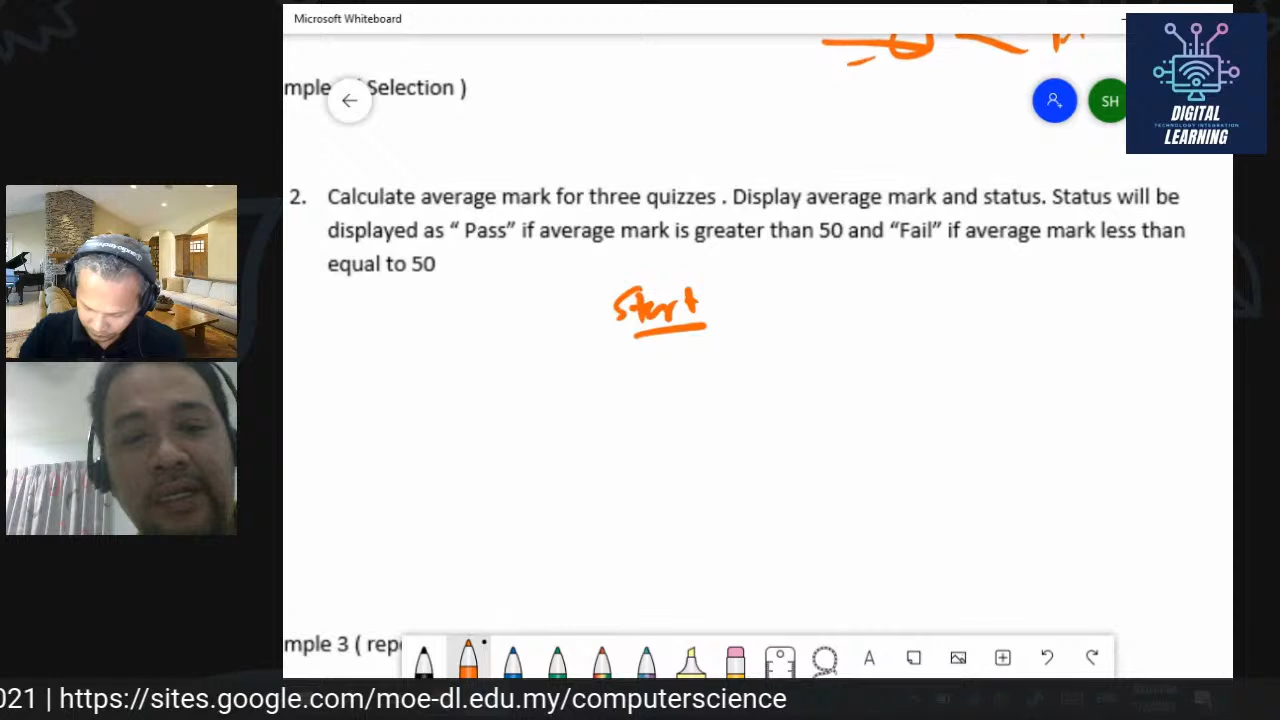 Microsoft Whiteboard
mple
Selection )
SH
DIGITAL
TECHNOLOGY INTEGRATION
LEARNING
2. Calculate average mark for three quizzes . Display average mark and status. Status will be
displayed as “ Pass” if average mark is greater than 50 and “Fail” if average mark less than
equal to 50
Start
mple 3 ( rep
A
021 | https://sites.google.com/moe-dl.edu.my/computerscience